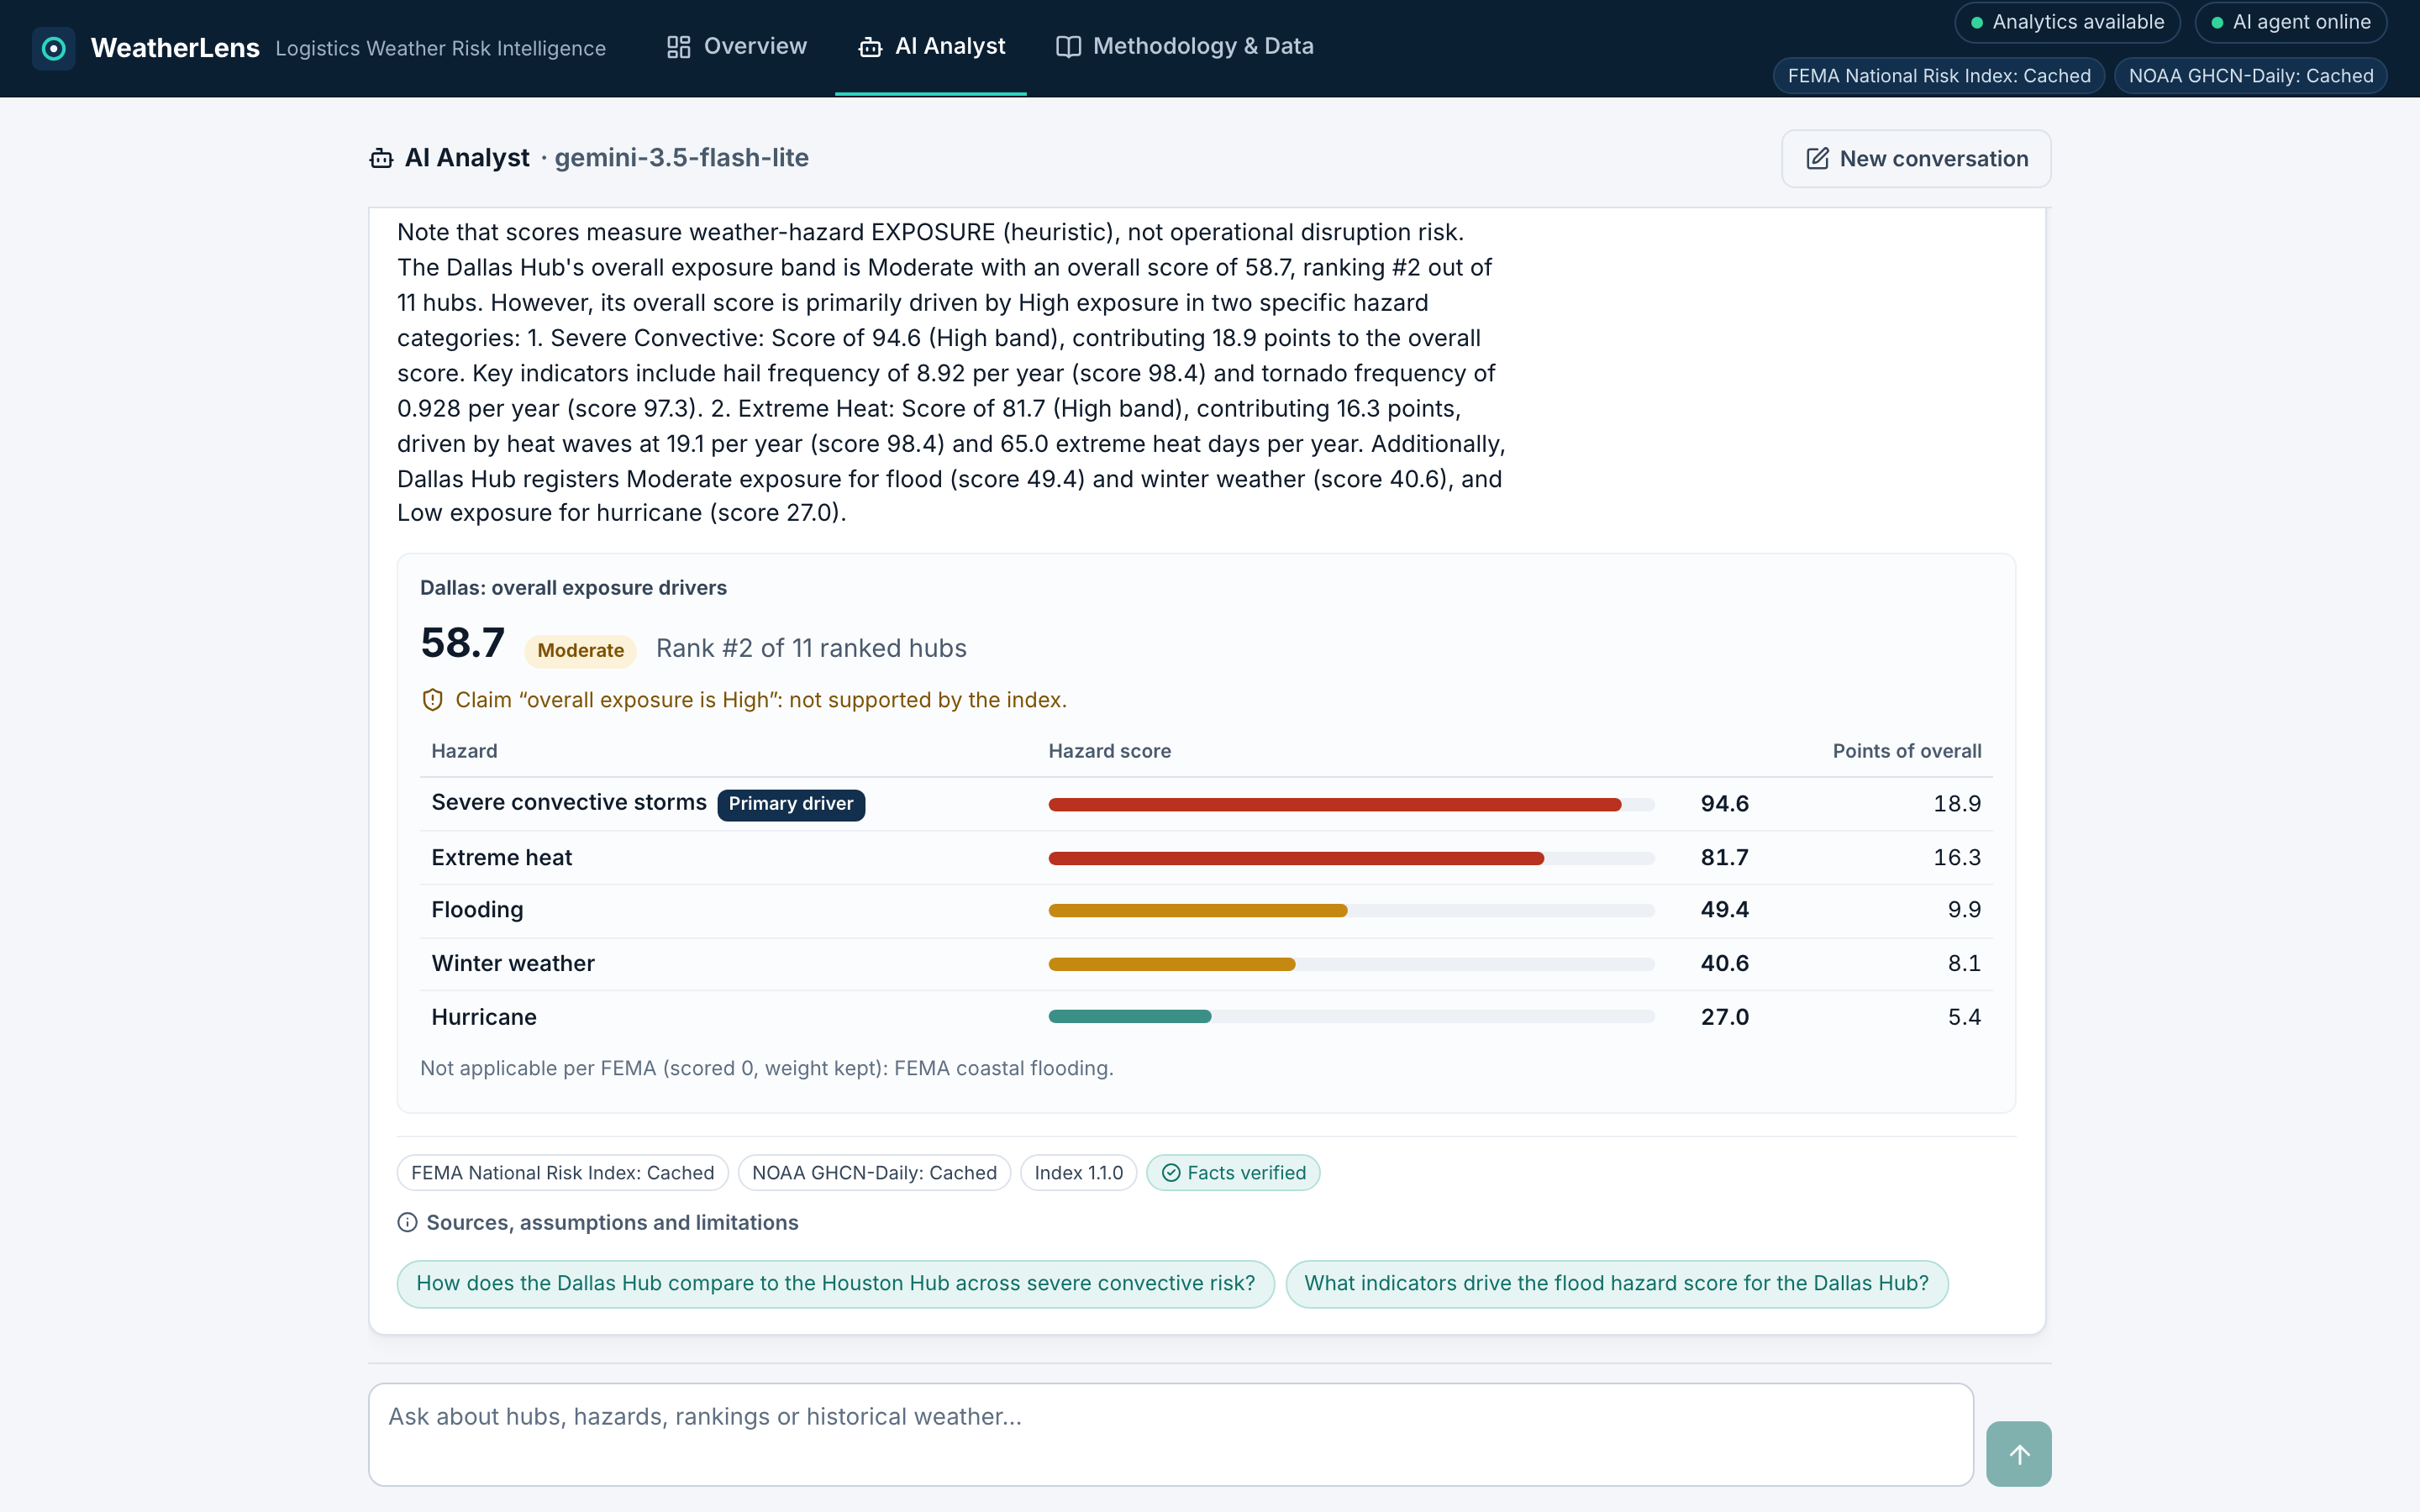 WeatherLens Logistics Weather Risk Intelligence
Overview
AI Analyst
Methodology & Data
Analytics available
AI agent online
FEMA National Risk Index: Cached
NOAA GHCN-Daily: Cached
AI Analyst · gemini-3.5-flash-lite
New conversation
Note that scores measure weather-hazard EXPOSURE (heuristic), not operational disruption risk.
The Dallas Hub's overall exposure band is Moderate with an overall score of 58.7, ranking #2 out of
11 hubs. However, its overall score is primarily driven by High exposure in two specific hazard
categories: 1. Severe Convective: Score of 94.6 (High band), contributing 18.9 points to the overall
score. Key indicators include hail frequency of 8.92 per year (score 98.4) and tornado frequency of
0.928 per year (score 97.3). 2. Extreme Heat: Score of 81.7 (High band), contributing 16.3 points,
driven by heat waves at 19.1 per year (score 98.4) and 65.0 extreme heat days per year. Additionally,
Dallas Hub registers Moderate exposure for flood (score 49.4) and winter weather (score 40.6), and
Low exposure for hurricane (score 27.0).
Dallas: overall exposure drivers
58.7 Moderate Rank #2 of 11 ranked hubs
Claim “overall exposure is High”: not supported by the index.
Hazard Hazard score Points of overall
Severe convective storms Primary driver 94.6 18.9
Extreme heat 81.7 16.3
Flooding 49.4 9.9
Winter weather 40.6 8.1
Hurricane 27.0 5.4
Not applicable per FEMA (scored 0, weight kept): FEMA coastal flooding.
FEMA National Risk Index: Cached
NOAA GHCN-Daily: Cached
Index 1.1.0
Facts verified
Sources, assumptions and limitations
How does the Dallas Hub compare to the Houston Hub across severe convective risk?
What indicators drive the flood hazard score for the Dallas Hub?
Ask about hubs, hazards, rankings or historical weather...